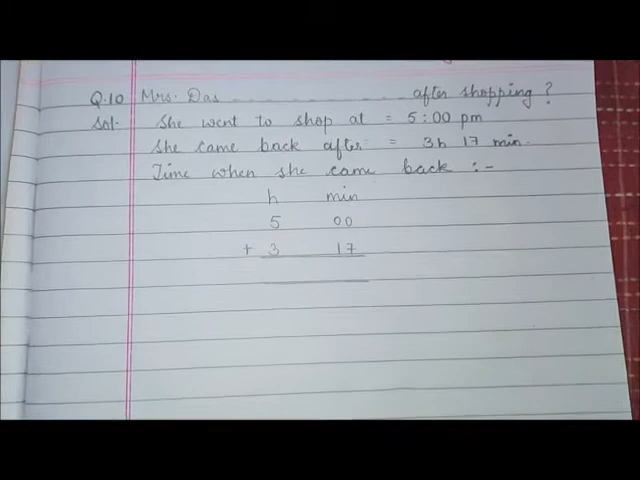 Q.10 Mrs. Das _ _ _ _ _ _ _ _ _ _ after shopping ?
Sol. She went to shop at = 5:00 pm
She came back after = 3h 17 min.
Time when she came back :-
h min
5 00
+ 3 17